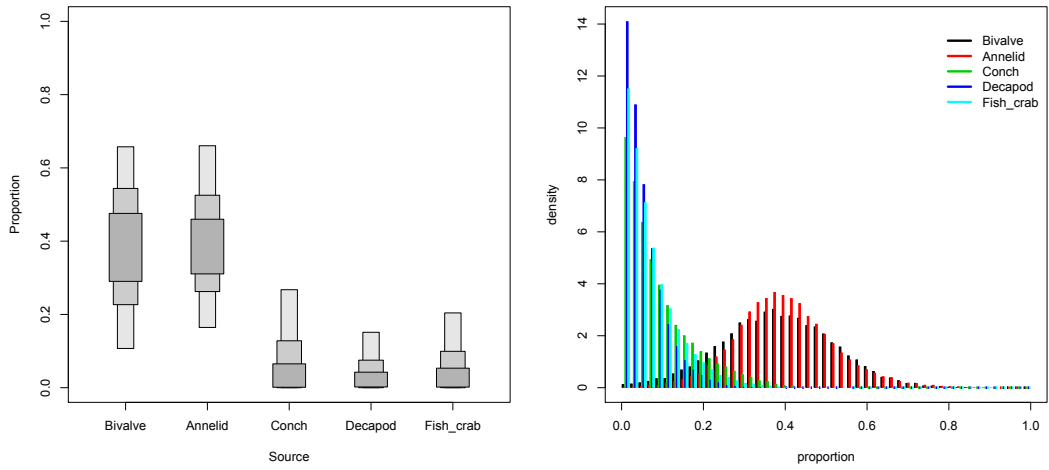 1.0
0.8
0.6
0.4
0.2
0.0
Proportion
Bivalve Annelid Conch Decapod Fish_crab
Source
14
12
10
8
6
4
2
0
density
Bivalve
Annelid
Conch
Decapod
Fish_crab
0.0 0.2 0.4 0.6 0.8 1.0
proportion